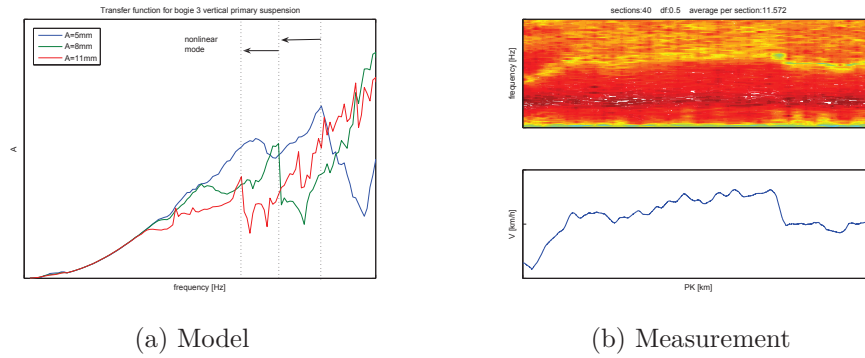 Transfer function for bogie 3 vertical primary suspension
A=5mm
A=8mm
A=11mm
nonlinear
mode
A
frequency [Hz]
(a) Model
sections:40 df:0.5 average per section:11.572
frequency [Hz]
V [km/h]
PK [km]
(b) Measurement